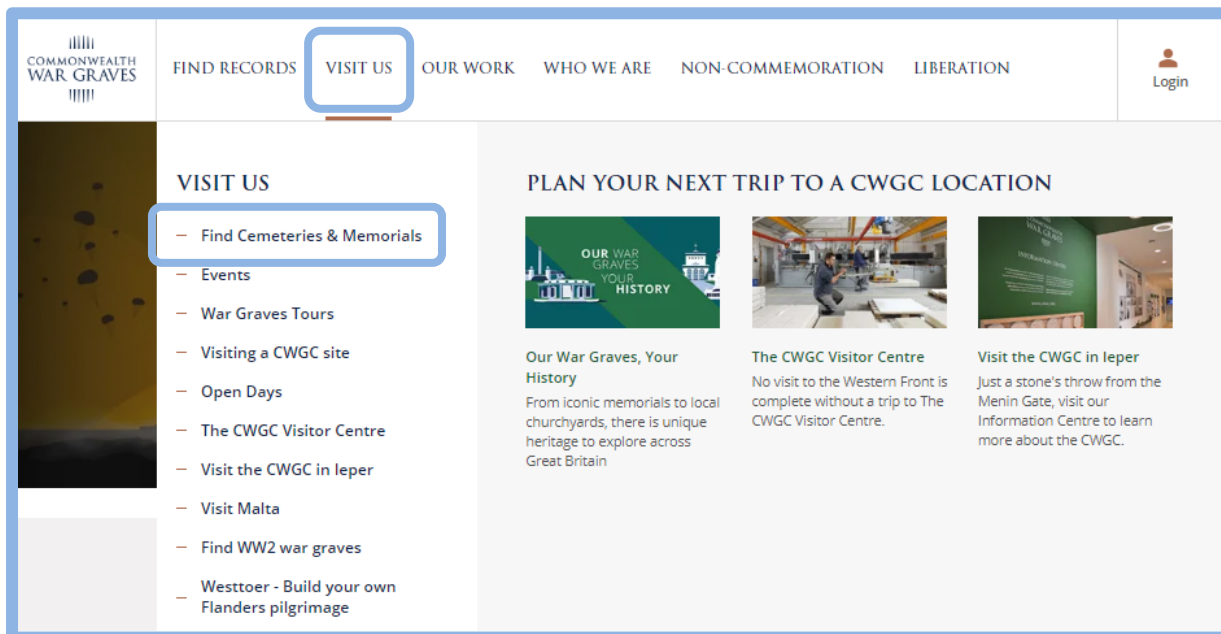 COMMONWEALTH
WAR GRAVES
FIND RECORDS
VISIT US
OUR WORK
WHO WE ARE
NON-COMMEMORATION
LIBERATION
Login
VISIT US
– Find Cemeteries & Memorials
– Events
– War Graves Tours
– Visiting a CWGC site
– Open Days
– The CWGC Visitor Centre
– Visit the CWGC in Ieper
– Visit Malta
– Find WW2 war graves
– Westtoer - Build your own
Flanders pilgrimage
PLAN YOUR NEXT TRIP TO A CWGC LOCATION
OUR WAR
GRAVES
YOUR
HISTORY
Our War Graves, Your
History
From iconic memorials to local
churchyards, there is unique
heritage to explore across
Great Britain
The CWGC Visitor Centre
No visit to the Western Front is
complete without a trip to The
CWGC Visitor Centre.
WAR GRAVES
INFORMATION CENTRE
Visit the CWGC in Ieper
Just a stone's throw from the
Menin Gate, visit our
Information Centre to learn
more about the CWGC.